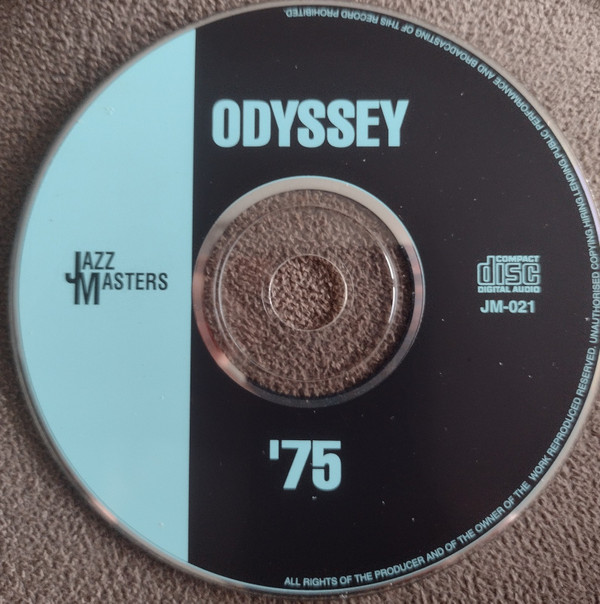 ODYSSEY
JAZZ
MASTERS
COMPACT
disc
DIGITAL AUDIO
JM-021
'75
ALL RIGHTS OF THE PRODUCER AND OF THE OWNER OF THE WORK REPRODUCED RESERVED. UNAUTHORISED COPYING, HIRING, LENDING, PUBLIC PERFORMANCE AND BROADCASTING OF THIS RECORD PROHIBITED.